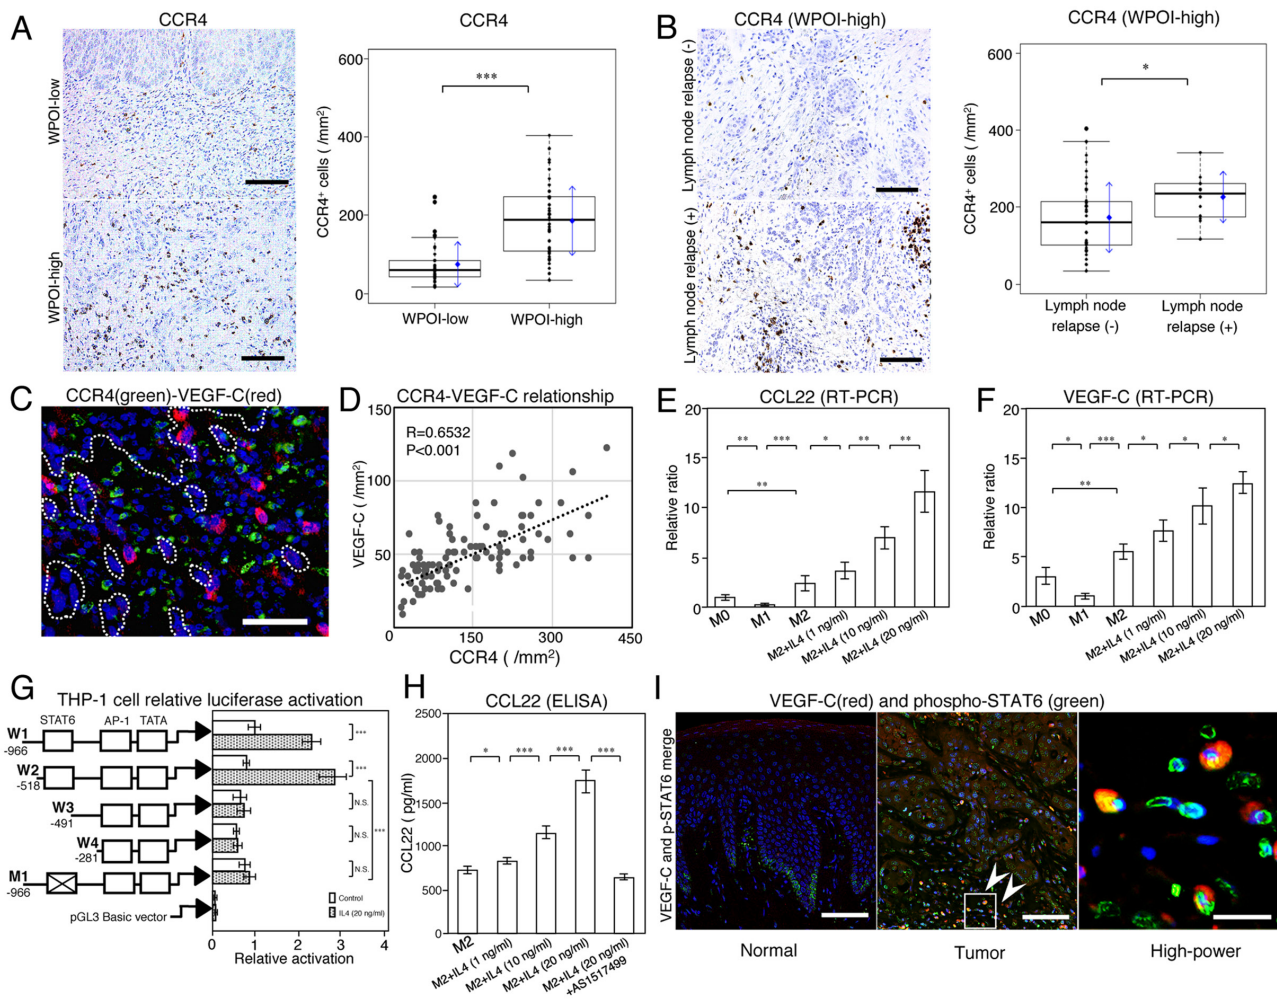 A
CCR4
WPOI-low
WPOI-high
CCR4
CCR4+ cells ( /mm2)
600
400
200
0
***
WPOI-low
WPOI-high
B
CCR4 (WPOI-high)
Lymph node relapse (-)
Lymph node relapse (+)
CCR4 (WPOI-high)
CCR4+ cells ( /mm2)
600
400
200
0
*
Lymph node
relapse (-)
Lymph node
relapse (+)
C
CCR4(green)-VEGF-C(red)
D
CCR4-VEGF-C relationship
R=0.6532
P<0.001
VEGF-C ( /mm2)
150
100
50
0
150
300
450
CCR4 ( /mm2)
E
CCL22 (RT-PCR)
Relative ratio
20
15
10
5
0
** *** * ** **
**
M0
M1
M2
M2+IL4 (1 ng/ml)
M2+IL4 (10 ng/ml)
M2+IL4 (20 ng/ml)
F
VEGF-C (RT-PCR)
Relative ratio
20
15
10
5
0
* *** * * *
**
M0
M1
M2
M2+IL4 (1 ng/ml)
M2+IL4 (10 ng/ml)
M2+IL4 (20 ng/ml)
G
THP-1 cell relative luciferase activation
STAT6 AP-1 TATA
W1
-966
W2
-518
W3
-491
W4
-281
M1
-966
pGL3 Basic vector
***
***
N.S.
N.S.
***
N.S.
Control
IL4 (20 ng/ml)
0 1 2 3 4
Relative activation
H
CCL22 (ELISA)
CCL22 ( pg/ml)
2500
2000
1500
1000
500
0
* *** *** ***
M2
M2+IL4 (1 ng/ml)
M2+IL4 (10 ng/ml)
M2+IL4 (20 ng/ml)
M2+IL4 (20 ng/ml)
+AS1517499
I
VEGF-C(red) and phospho-STAT6 (green)
VEGF-C and p-STAT6 merge
Normal
Tumor
High-power